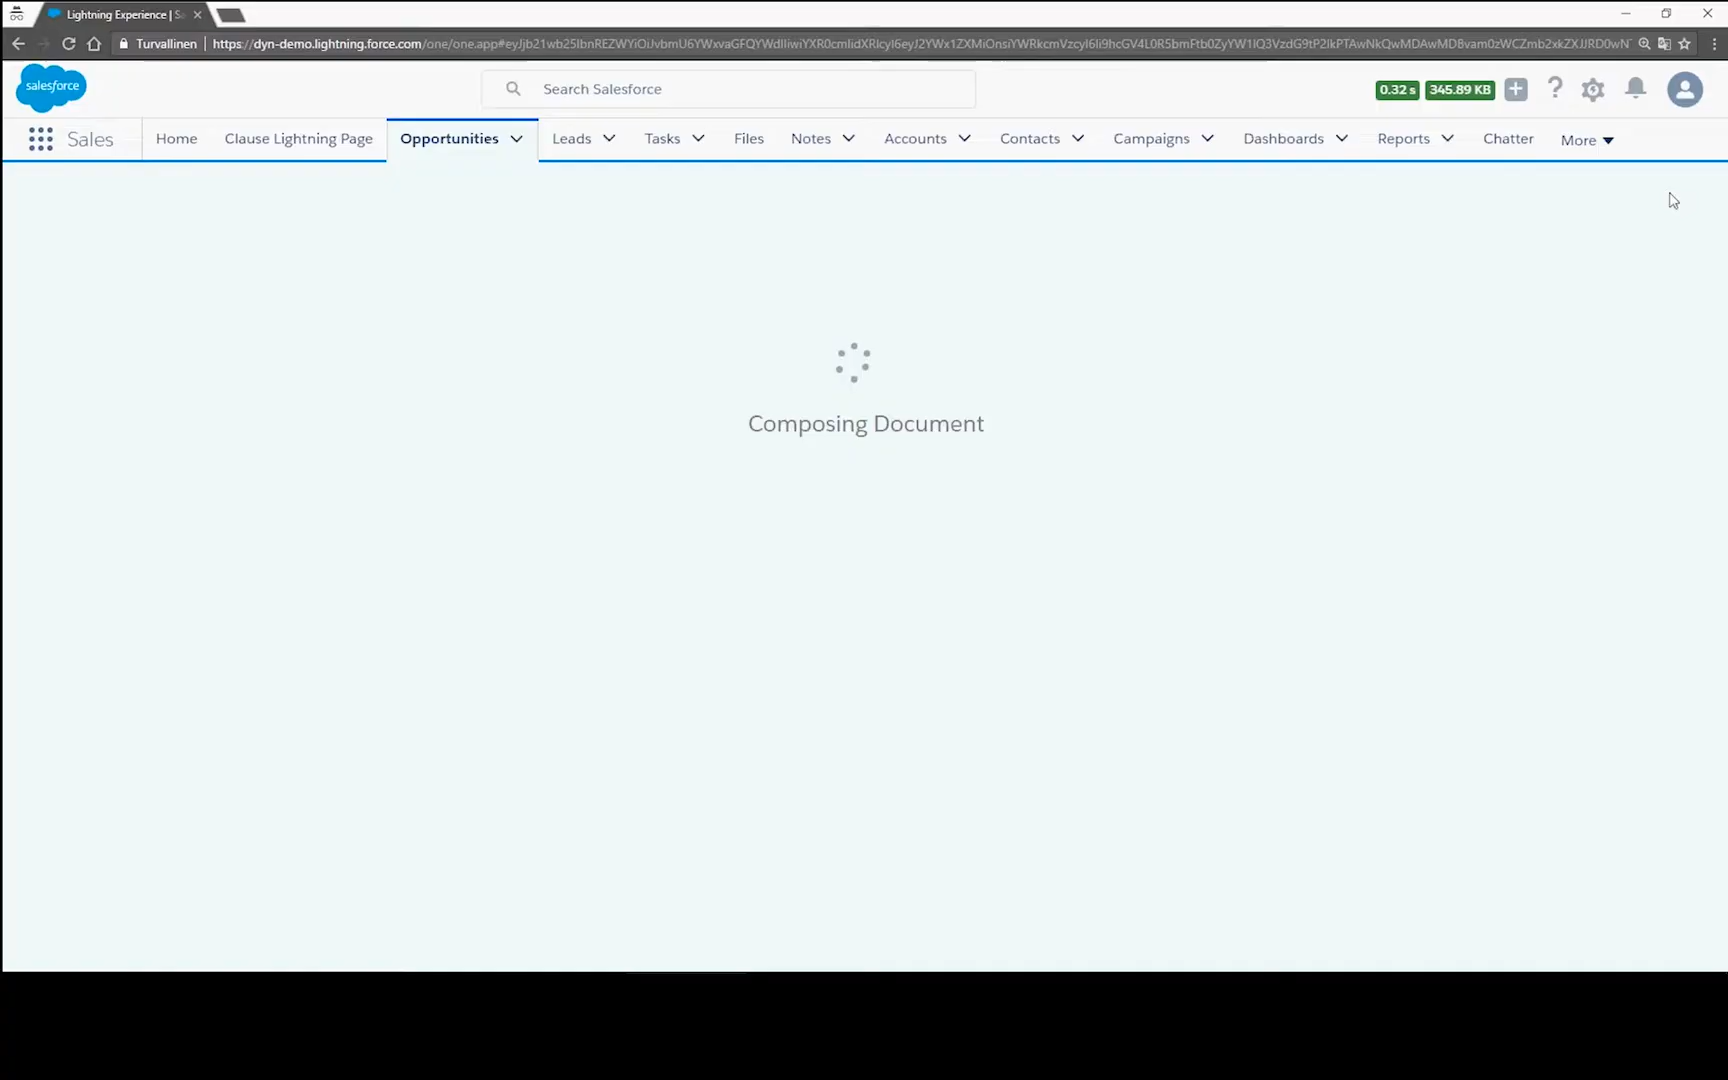 Lightning Experience | S
Turvallinen
https://dyn-demo.lightning.force.com/one/one.app
salesforce
Search Salesforce
0.32 s
345.89 KB
Sales
Home
Clause Lightning Page
Opportunities
Leads
Tasks
Files
Notes
Accounts
Contacts
Campaigns
Dashboards
Reports
Chatter
More
Composing Document